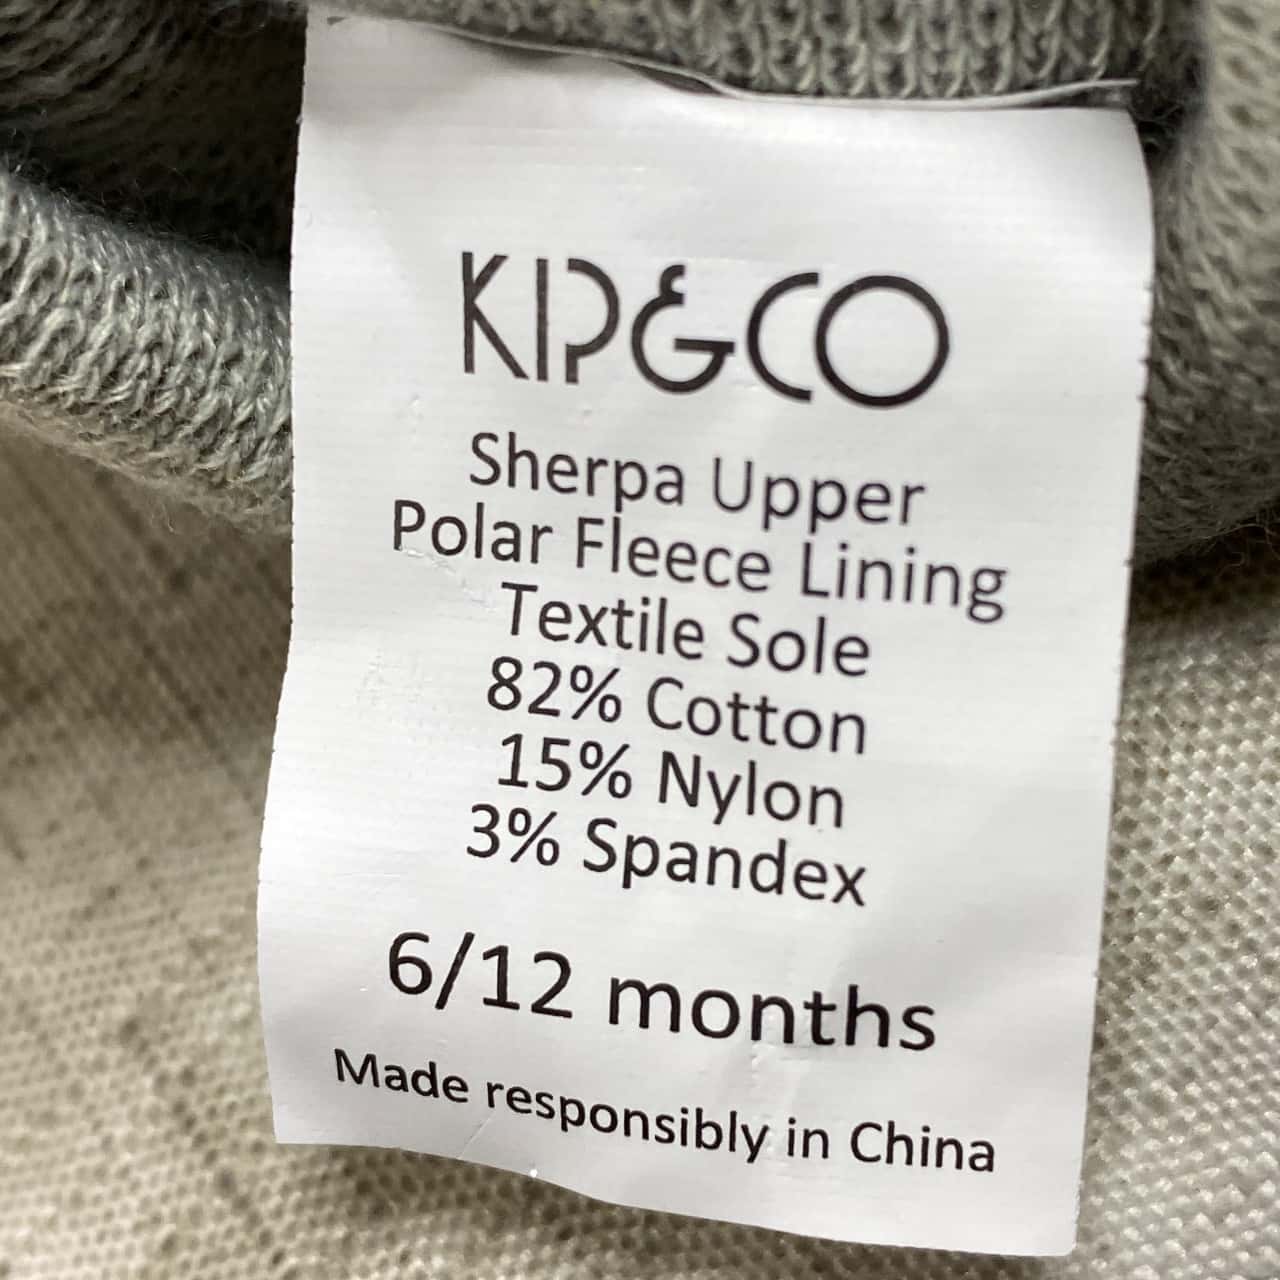 KIP&CO
Sherpa Upper
Polar Fleece Lining
Textile Sole
82% Cotton
15% Nylon
3% Spandex
6/12 months
Made responsibly in China